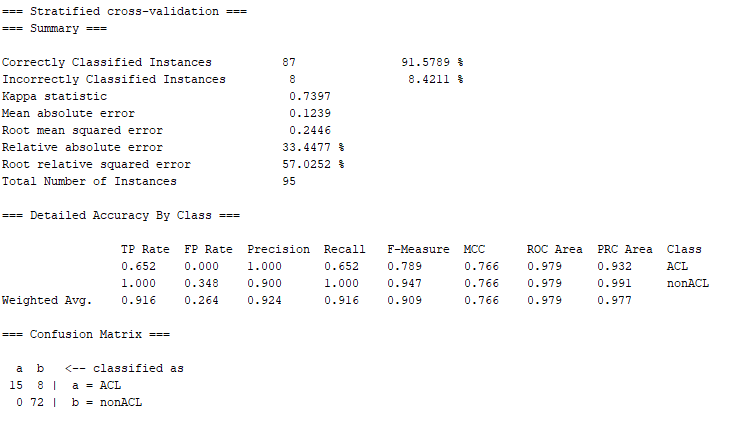 === Stratified cross-validation ===
=== Summary ===
Correctly Classified Instances 87 91.5789 %
Incorrectly Classified Instances 8 8.4211 %
Kappa statistic 0.7397
Mean absolute error 0.1239
Root mean squared error 0.2446
Relative absolute error 33.4477 %
Root relative squared error 57.0252 %
Total Number of Instances 95
=== Detailed Accuracy By Class ===
TP Rate FP Rate Precision Recall F-Measure MCC ROC Area PRC Area Class
0.652 0.000 1.000 0.652 0.789 0.766 0.979 0.932 ACL
1.000 0.348 0.900 1.000 0.947 0.766 0.979 0.991 nonACL
Weighted Avg. 0.916 0.264 0.924 0.916 0.909 0.766 0.979 0.977
=== Confusion Matrix ===
a b <-- classified as
15 8 | a = ACL
0 72 | b = nonACL